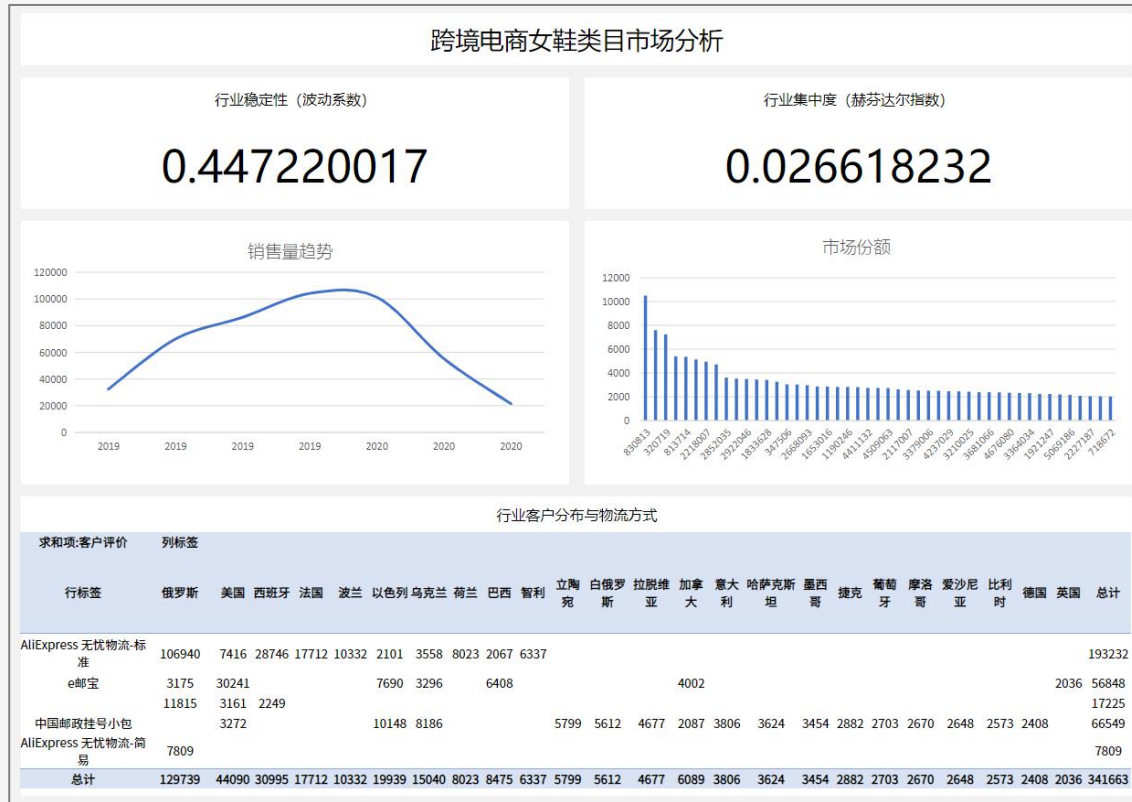 跨境电商女鞋类目市场分析
行业稳定性（波动系数）
0.447220017
行业集中度（赫芬达尔指数）
0.026618232
销售量趋势
120000
100000
80000
60000
40000
20000
0
2019 2019 2019 2019 2020 2020 2020
市场份额
12000
10000
8000
6000
4000
2000
0
830813 320719 813714 2218007 2852035 2922046 1833628 347506 2668093 1653016 1190246 4411132 4509063 2117007 3379006 4237029 3210025 3681066 4676080 3364034 1921247 5069186 2227187 718672
行业客户分布与物流方式
求和项:客户评价 列标签
行标签 俄罗斯 美国 西班牙 法国 波兰 以色列 乌克兰 荷兰 巴西 智利 立陶宛 白俄罗斯 拉脱维亚 加拿大 意大利 哈萨克斯坦 墨西哥 捷克 葡萄牙 摩洛哥 爱沙尼亚 比利时 德国 英国 总计
AliExpress 无忧物流-标准 106940 7416 28746 17712 10332 2101 3558 8023 2067 6337 193232
e邮宝 3175 30241 7690 3296 6408 4002 2036 56848
11815 3161 2249 17225
中国邮政挂号小包 3272 10148 8186 5799 5612 4677 2087 3806 3624 3454 2882 2703 2670 2648 2573 2408 66549
AliExpress 无忧物流-简易 7809 7809
总计 129739 44090 30995 17712 10332 19939 15040 8023 8475 6337 5799 5612 4677 6089 3806 3624 3454 2882 2703 2670 2648 2573 2408 2036 341663